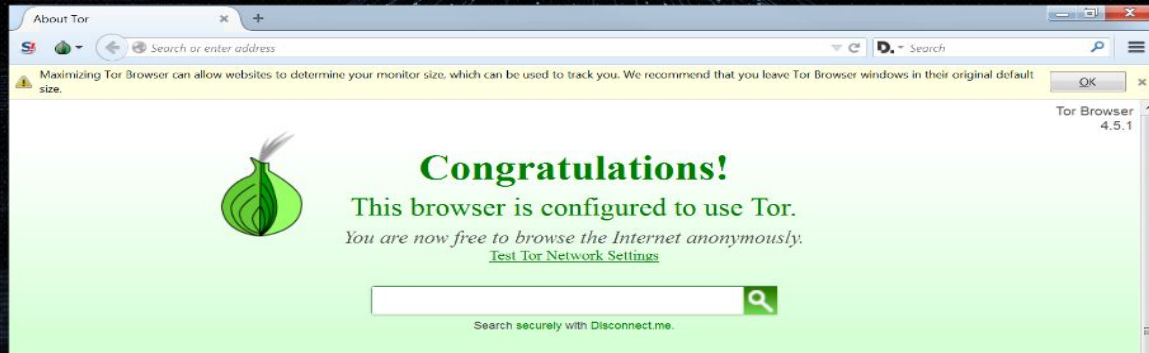 About Tor
Search or enter address
Search
Maximizing Tor Browser can allow websites to determine your monitor size, which can be used to track you. We recommend that you leave Tor Browser windows in their original default
size.
OK
Tor Browser
4.5.1
Congratulations!
This browser is configured to use Tor.
You are now free to browse the Internet anonymously.
Test Tor Network Settings
Search securely with Disconnect.me.